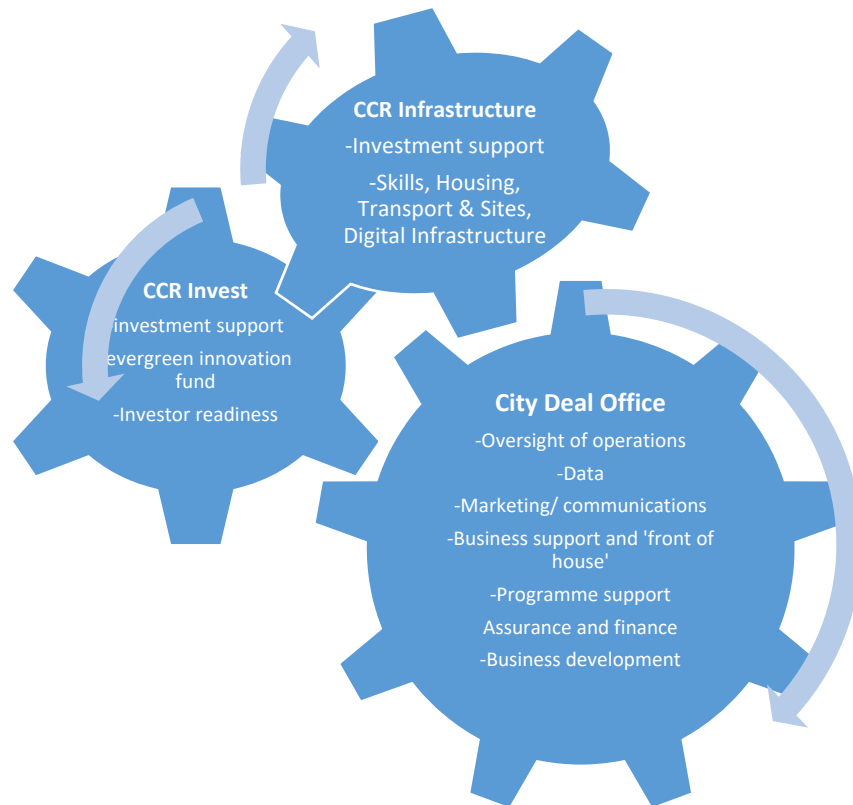 CCR Infrastructure
-Investment support
-Skills, Housing,
Transport & Sites,
Digital Infrastructure
CCR Invest
investment support
evergreen innovation
fund
-Investor readiness
City Deal Office
-Oversight of operations
-Data
-Marketing/ communications
-Business support and 'front of
house'
-Programme support
Assurance and finance
-Business development